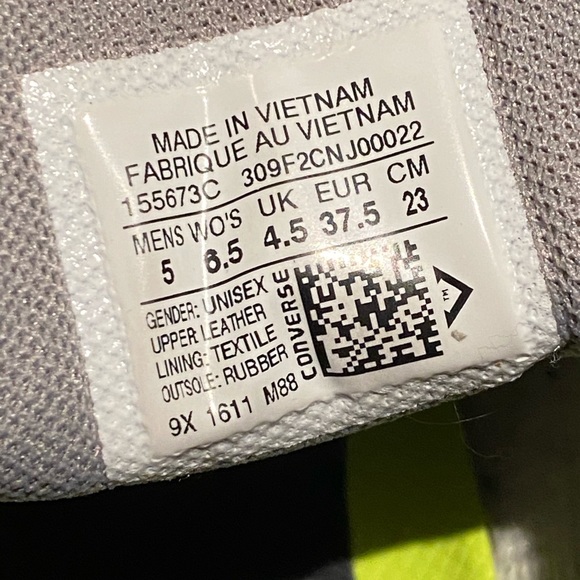 MADE IN VIETNAM
FABRIQUE AU VIETNAM
155673C 309F2CNJ00022
MENS WO'S UK EUR CM
5 6.5 4.5 37.5 23
GENDER: UNISEX
UPPER: LEATHER
LINING: TEXTILE
OUTSOLE: RUBBER
9X 1611 M88
CONVERSE